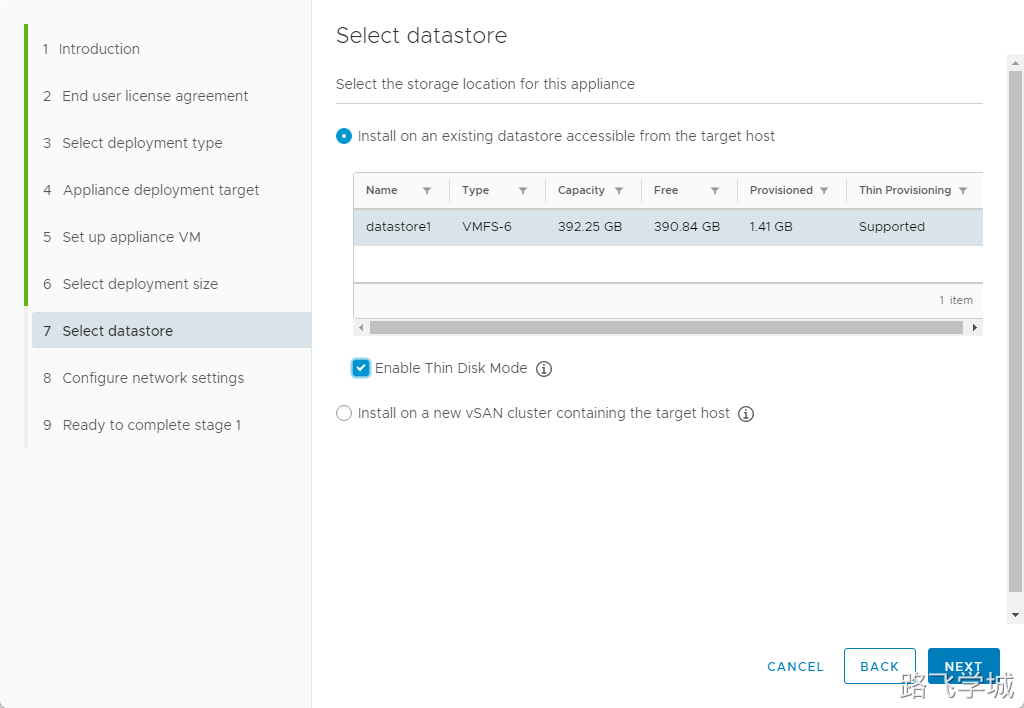 1 Introduction
2 End user license agreement
3 Select deployment type
4 Appliance deployment target
5 Set up appliance VM
6 Select deployment size
7 Select datastore
8 Configure network settings
9 Ready to complete stage 1
Select datastore
Select the storage location for this appliance
Install on an existing datastore accessible from the target host
Name Type Capacity Free Provisioned Thin Provisioning
datastore1 VMFS-6 392.25 GB 390.84 GB 1.41 GB Supported
1 item
Enable Thin Disk Mode
Install on a new vSAN cluster containing the target host
CANCEL BACK NEXT
路飞学城